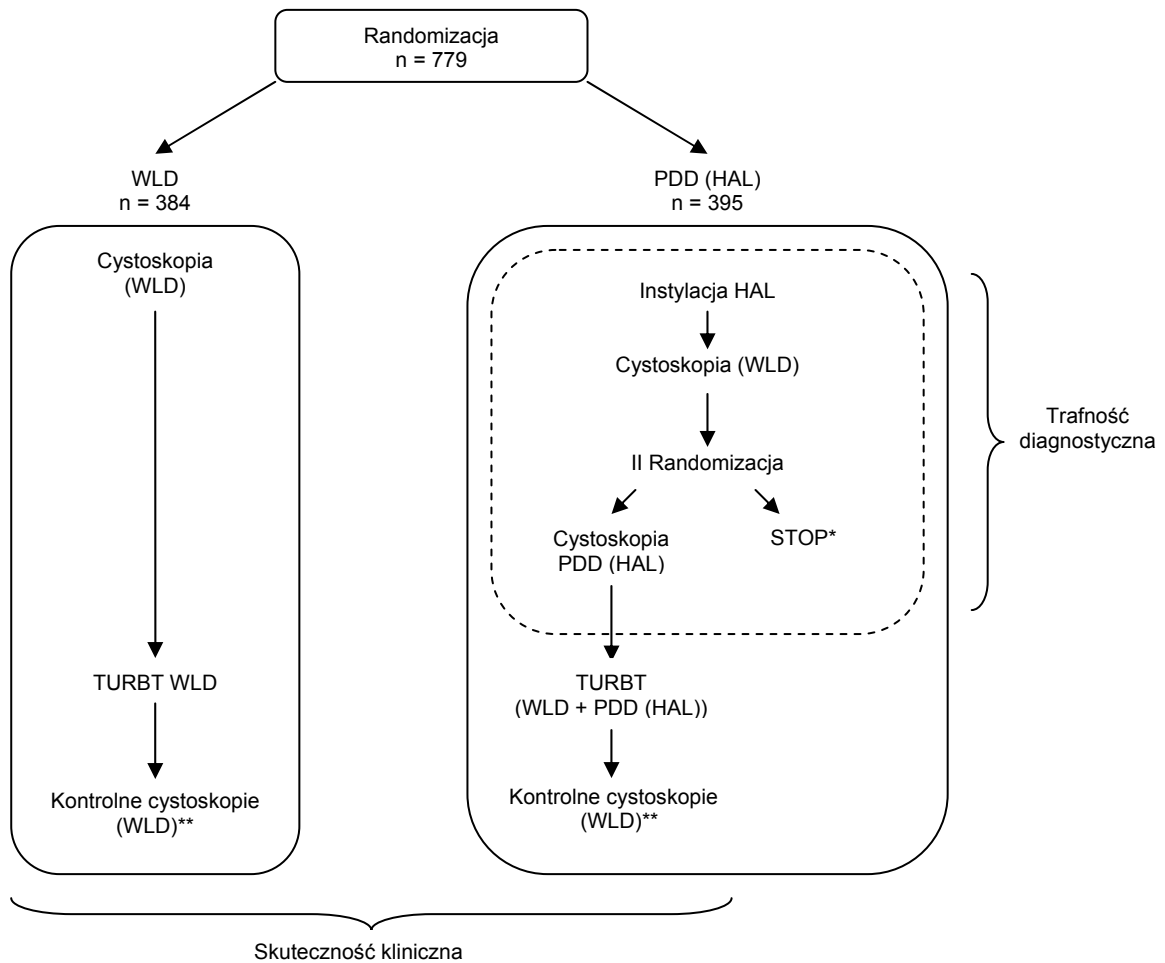 Randomizacja
n = 779
WLD
n = 384
PDD (HAL)
n = 395
Cystoskopia
(WLD)
TURBT WLD
Kontrolne cystoskopie
(WLD)**
Instylacja HAL
Cystoskopia (WLD)
II Randomizacja
Cystoskopia
PDD (HAL)
STOP*
TURBT
(WLD + PDD (HAL))
Kontrolne cystoskopie
(WLD)**
Trafność
diagnostyczna
Skuteczność kliniczna